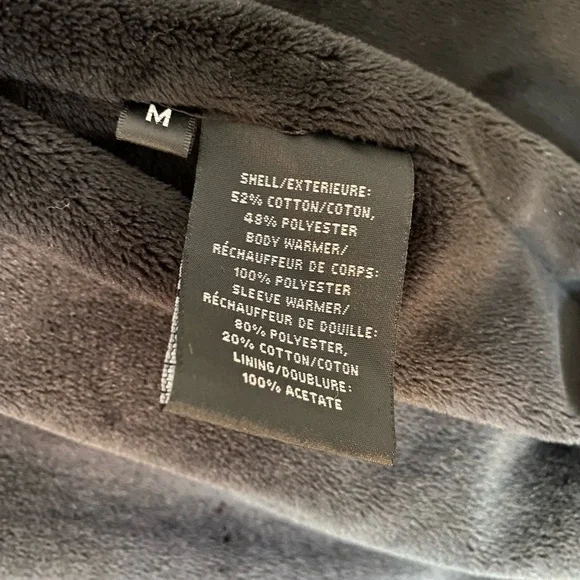 M
SHELL/EXTERIEURE:
52% COTTON/COTON,
48% POLYESTER
BODY WARMER/
RÉCHAUFFEUR DE CORPS:
100% POLYESTER
SLEEVE WARMER/
RÉCHAUFFEUR DE DOUILLE:
80% POLYESTER,
20% COTTON/COTON
LINING/DOUBLURE:
100% ACETATE